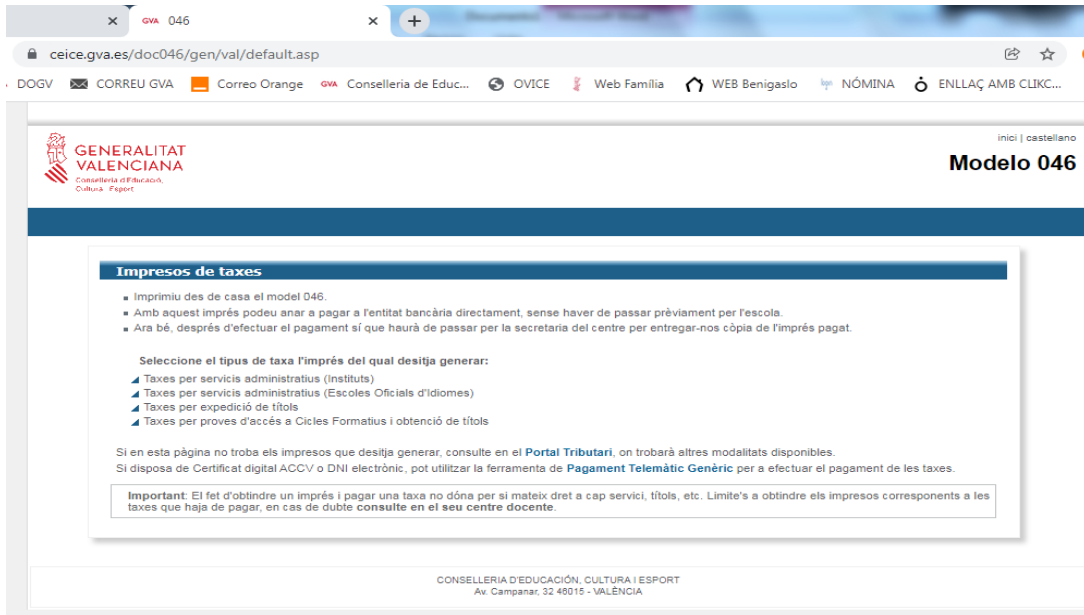 GVA 046
ceice.gva.es/doc046/gen/val/default.asp
DOGV CORREU GVA Correo Orange GVA Conselleria de Educ... OVICE Web Família WEB Benigaslo NÓMINA ENLLAÇ AMB CLIKC...
inici | castellano
GENERALITAT
VALENCIANA
Conselleria d'Educació,
Cultura i Esport
Modelo 046
Impresos de taxes
Imprimiu des de casa el model 046.
Amb aquest imprés podeu anar a pagar a l'entitat bancària directament, sense haver de passar prèviament per l'escola.
Ara bé, després d'efectuar el pagament sí que haurà de passar per la secretaria del centre per entregar-nos còpia de l'imprés pagat.
Seleccione el tipus de taxa l'imprés del qual desitja generar:
Taxes per servicis administratius (Instituts)
Taxes per servicis administratius (Escoles Oficials d'Idiomes)
Taxes per expedició de títols
Taxes per proves d'accés a Cicles Formatius i obtenció de títols
Si en esta pàgina no troba els impresos que desitja generar, consulte en el Portal Tributari, on trobarà altres modalitats disponibles.
Si disposa de Certificat digital ACCV o DNI electrònic, pot utilitzar la ferramenta de Pagament Telemàtic Genèric per a efectuar el pagament de les taxes.
Important: El fet d'obtindre un imprés i pagar una taxa no dóna per si mateix dret a cap servici, títols, etc. Limite's a obtindre els impresos corresponents a les
taxes que haja de pagar, en cas de dubte consulte en el seu centre docente.
CONSELLERIA D'EDUCACIÓN, CULTURA I ESPORT
Av. Campanar, 32 46015 - VALÈNCIA